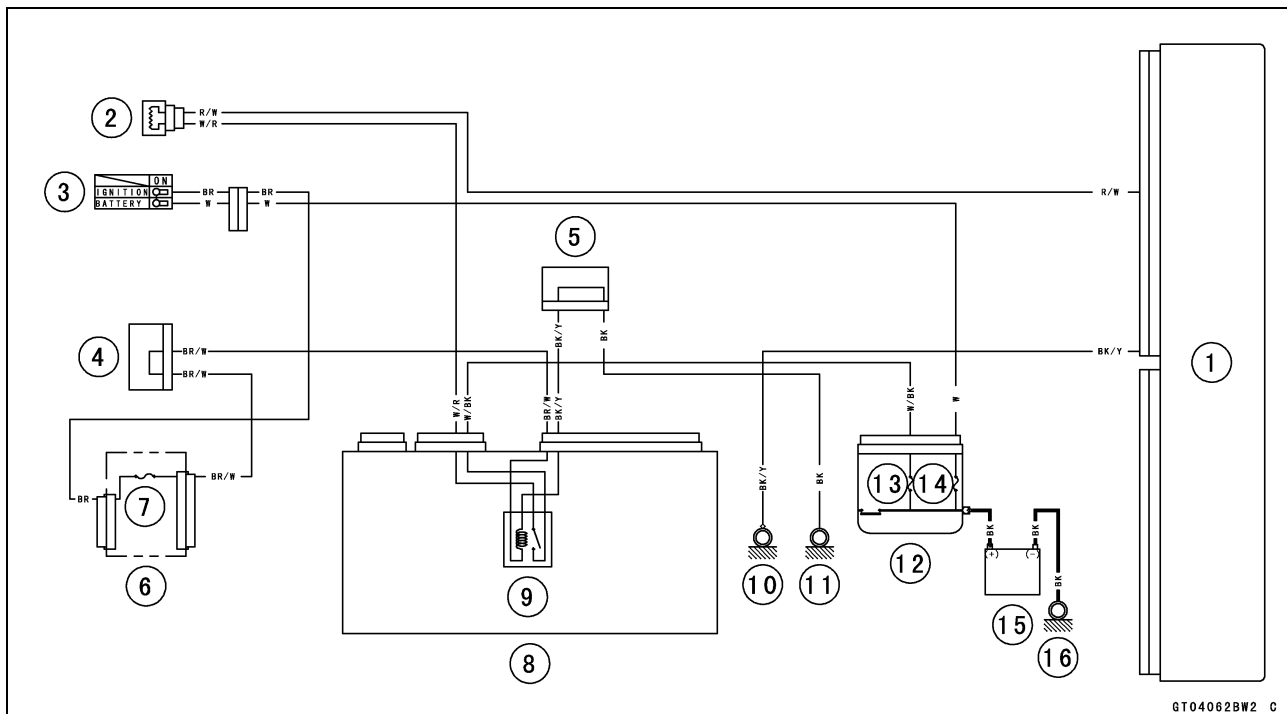 2
R/W
W/R
3
ON
IGNITION
BATTERY
BR
W
BR
W
R/W
5
4
BR/W
BR/W
BK/Y
BK
BK/Y
1
W/R
W/BK
BR/W
BK/Y
W/BK
W
BR
7
BR/W
6
9
8
BK/Y
BK
10
11
13
14
12
BK
BK
(+)
(-)
BK
15
16
GT04062BW2 C